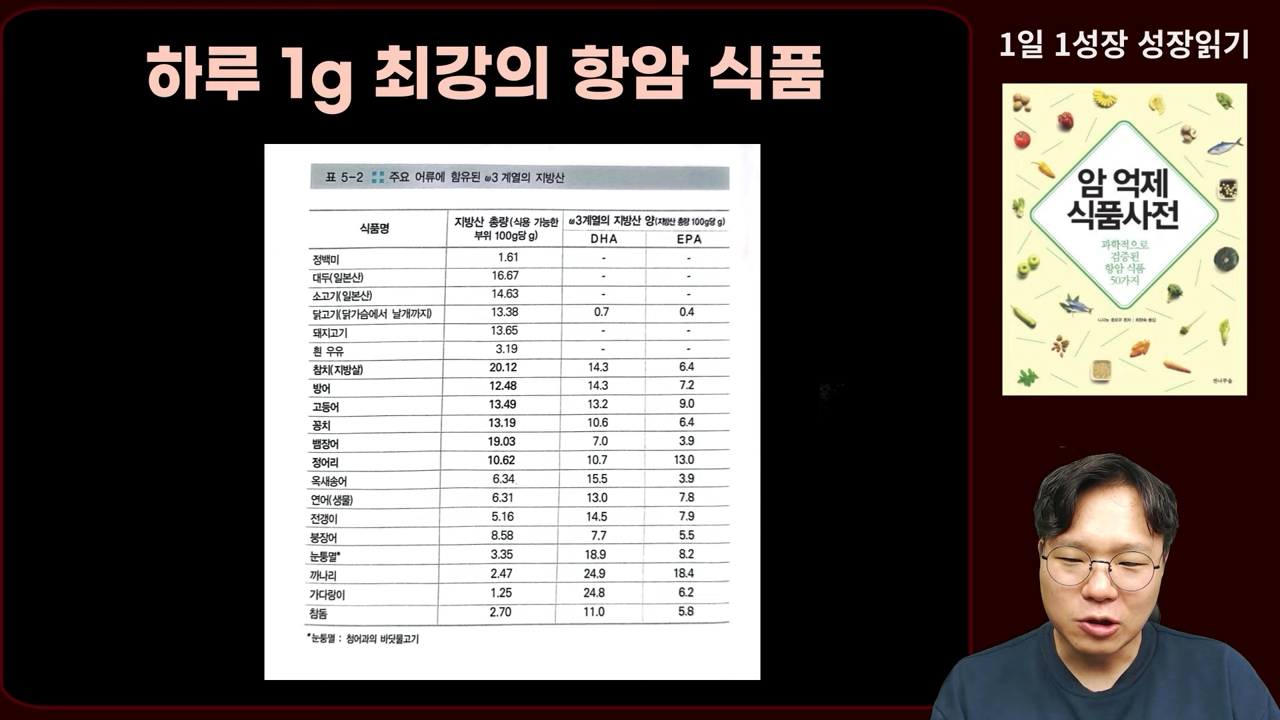 하루 1g 최강의 항암 식품
표 5-2 주요 어류에 함유된 ω3 계열의 지방산
식품명 지방산 총량(식용 가능한 부위 100g당 g) ω3계열의 지방산 양(지방산 총량 100g당 g)
DHA EPA
정백미 1.61 - -
대두(일본산) 16.67 - -
소고기(일본산) 14.63 - -
닭고기(닭가슴에서 날개까지) 13.38 0.7 0.4
돼지고기 13.65 - -
흰 우유 3.19 - -
참치(지방살) 20.12 14.3 6.4
방어 12.48 14.3 7.2
고등어 13.49 13.2 9.0
꽁치 13.19 10.6 6.4
뱀장어 19.03 7.0 3.9
정어리 10.62 10.7 13.0
옥새송어 6.34 15.5 3.9
연어(생물) 6.31 13.0 7.8
전갱이 5.16 14.5 7.9
붕장어 8.58 7.7 5.5
눈퉁멸* 3.35 18.9 8.2
까나리 2.47 24.9 18.4
가다랑이 1.25 24.8 6.2
참돔 2.70 11.0 5.8
*눈퉁멸 : 청어과의 바닷물고기
1일 1성장 성장읽기
암 억제
식품사전
과학적으로
검증된
항암 식품
50가지